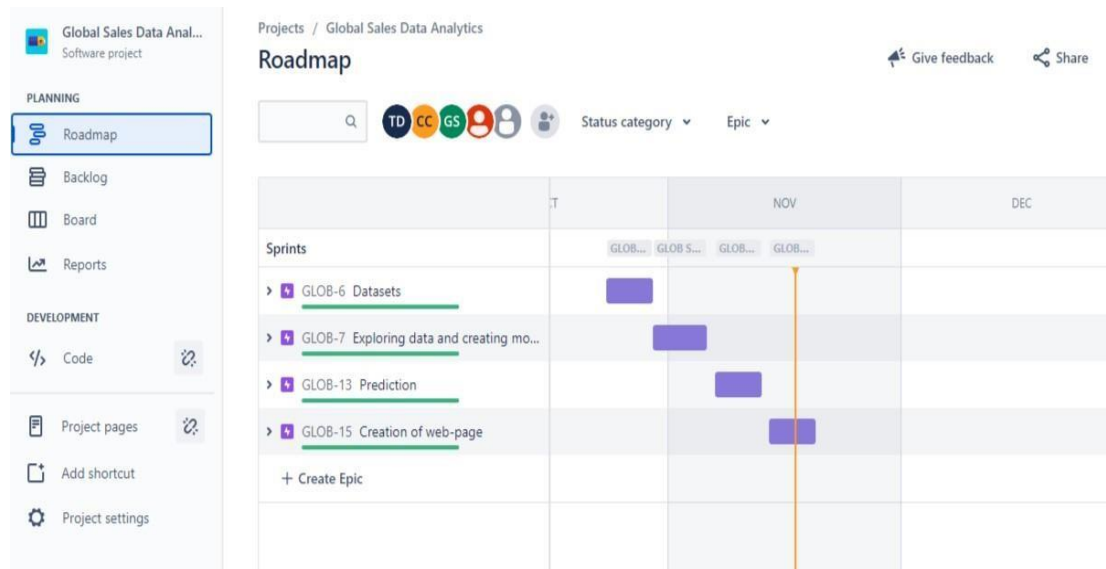 Global Sales Data Anal...
Software project
PLANNING
Roadmap
Backlog
Board
Reports
DEVELOPMENT
Code
Project pages
Add shortcut
Project settings
Projects / Global Sales Data Analytics
Roadmap
Give feedback
Share
TD CC GS
Status category
Epic
CT NOV DEC
Sprints GLOB... GLOB S... GLOB... GLOB...
GLOB-6 Datasets
GLOB-7 Exploring data and creating mo...
GLOB-13 Prediction
GLOB-15 Creation of web-page
+ Create Epic